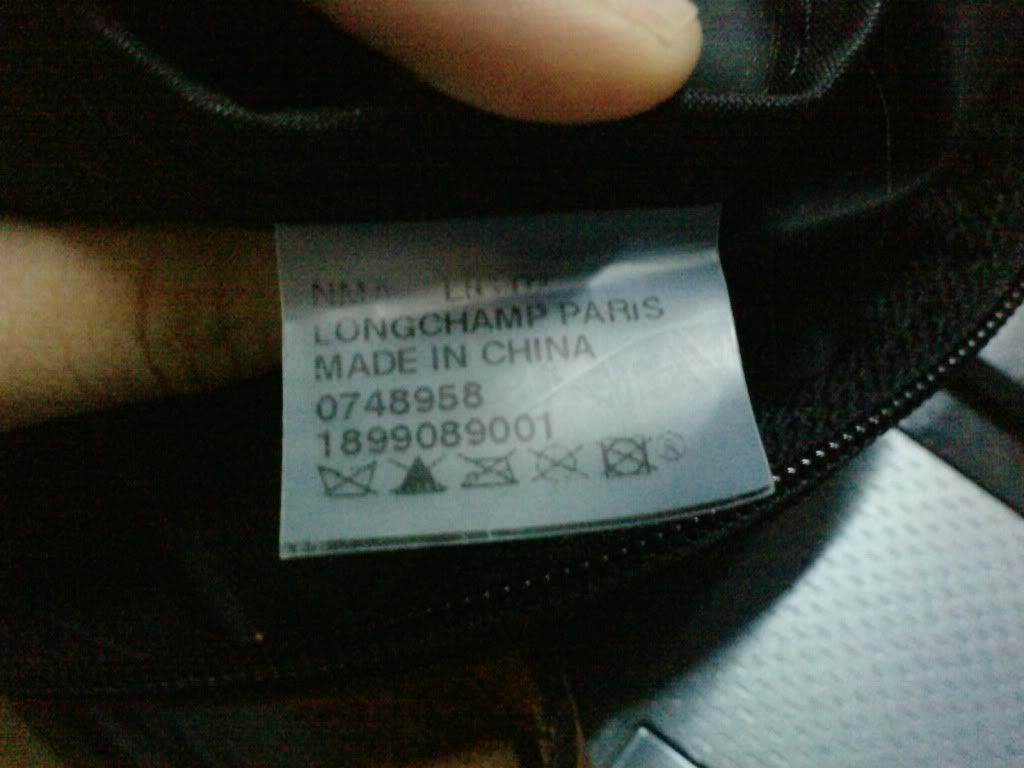 LONGCHAMP PARIS
MADE IN CHINA
0748958
1899089001